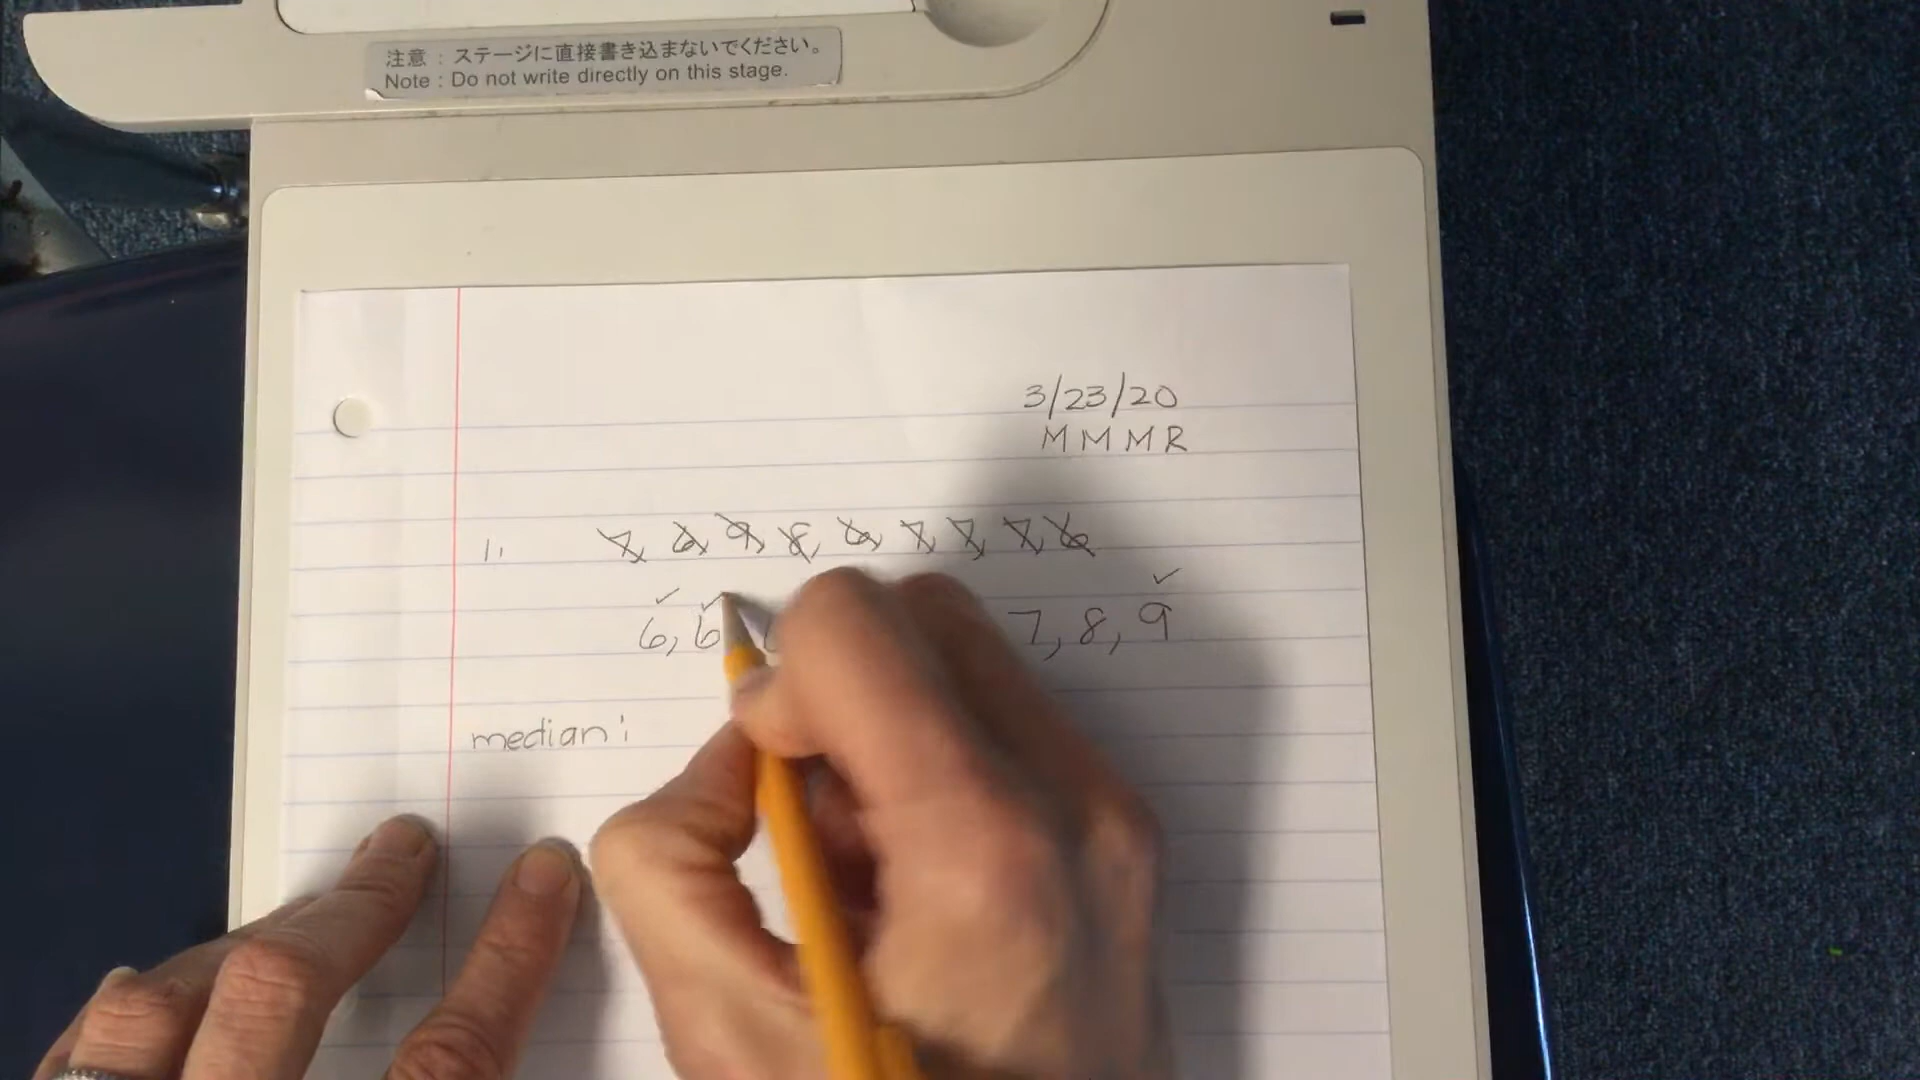 注意：ステージに直接書き込まないでください。
Note : Do not write directly on this stage.
3/23/20
M M M R
1. 7, 6, 9, 8, 6, 7, 7, 7, 6
6, 6 7, 8, 9
median: